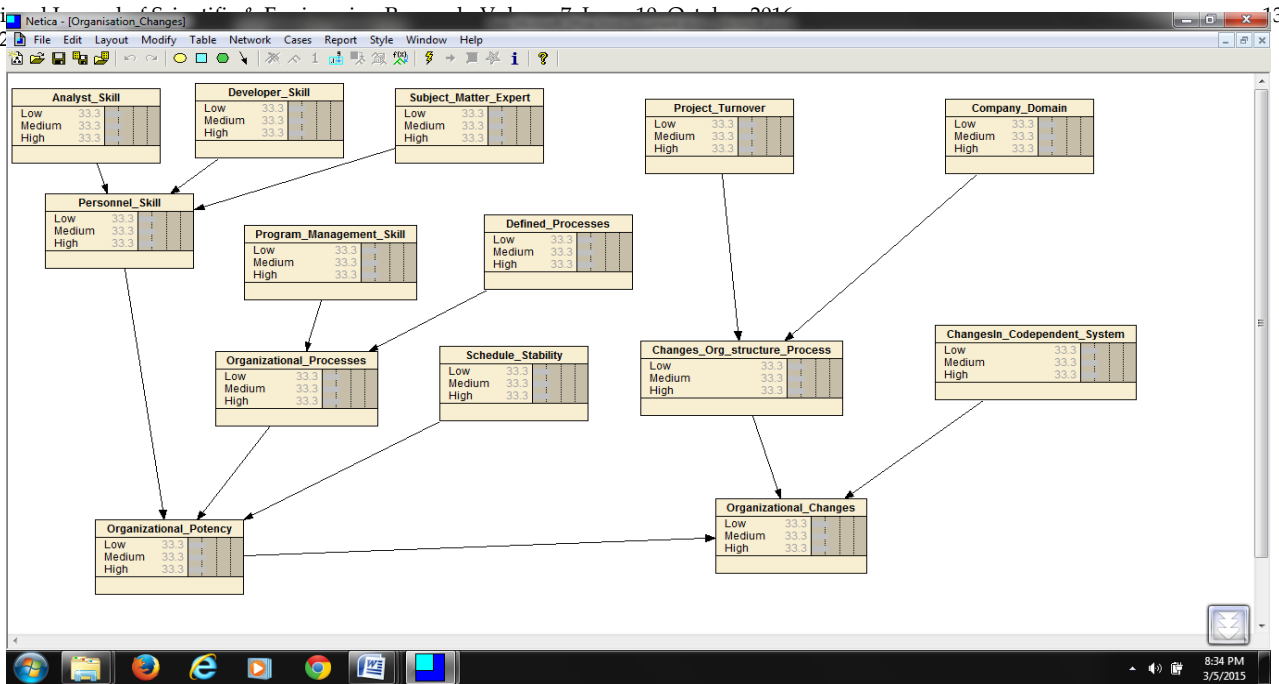 Netica - [Organisation_Changes]
File Edit Layout Modify Table Network Cases Report Style Window Help
Analyst_Skill
Low 33.3
Medium 33.3
High 33.3
Developer_Skill
Low 33.3
Medium 33.3
High 33.3
Subject_Matter_Expert
Low 33.3
Medium 33.3
High 33.3
Project_Turnover
Low 33.3
Medium 33.3
High 33.3
Company_Domain
Low 33.3
Medium 33.3
High 33.3
Personnel_Skill
Low 33.3
Medium 33.3
High 33.3
Program_Management_Skill
Low 33.3
Medium 33.3
High 33.3
Defined_Processes
Low 33.3
Medium 33.3
High 33.3
Organizational_Processes
Low 33.3
Medium 33.3
High 33.3
Schedule_Stability
Low 33.3
Medium 33.3
High 33.3
Changes_Org_structure_Process
Low 33.3
Medium 33.3
High 33.3
ChangesIn_Codependent_System
Low 33.3
Medium 33.3
High 33.3
Organizational_Potency
Low 33.3
Medium 33.3
High 33.3
Organizational_Changes
Low 33.3
Medium 33.3
High 33.3
8:34 PM
3/5/2015